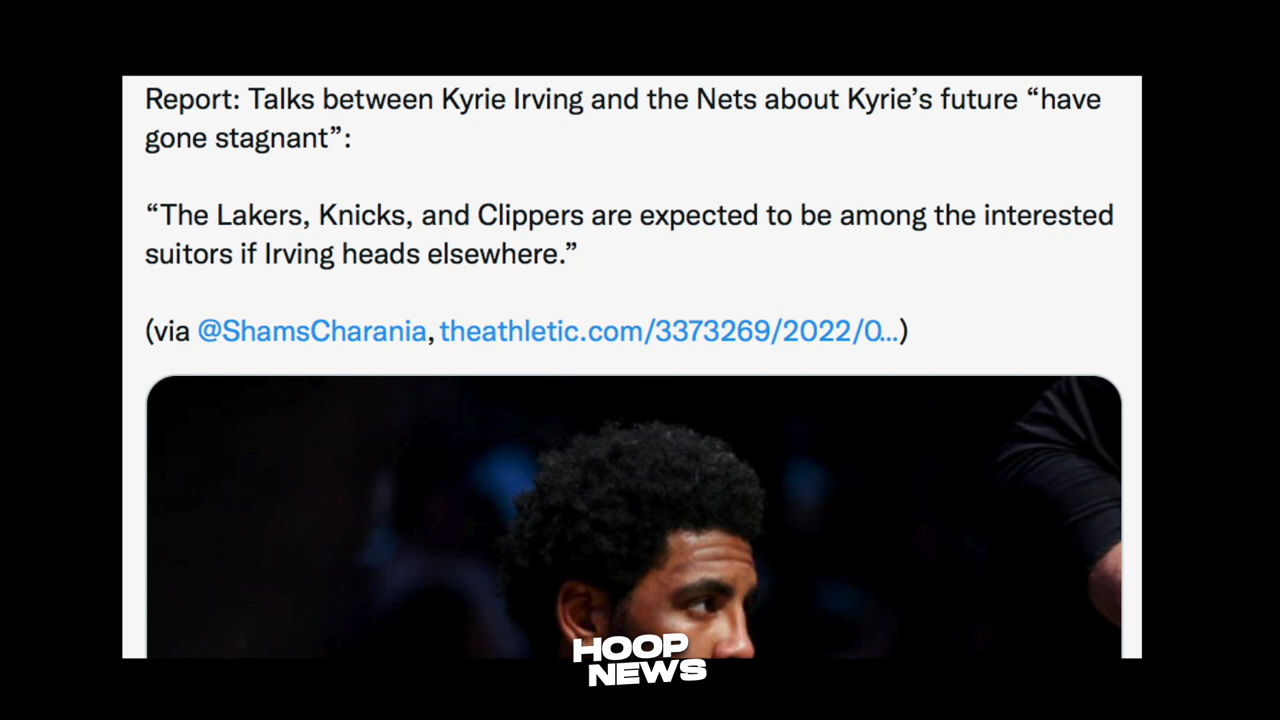 Report: Talks between Kyrie Irving and the Nets about Kyrie’s future “have
gone stagnant”:
“The Lakers, Knicks, and Clippers are expected to be among the interested
suitors if Irving heads elsewhere.”
(via @ShamsCharania, theathletic.com/3373269/2022/0...)
HOOP
NEWS